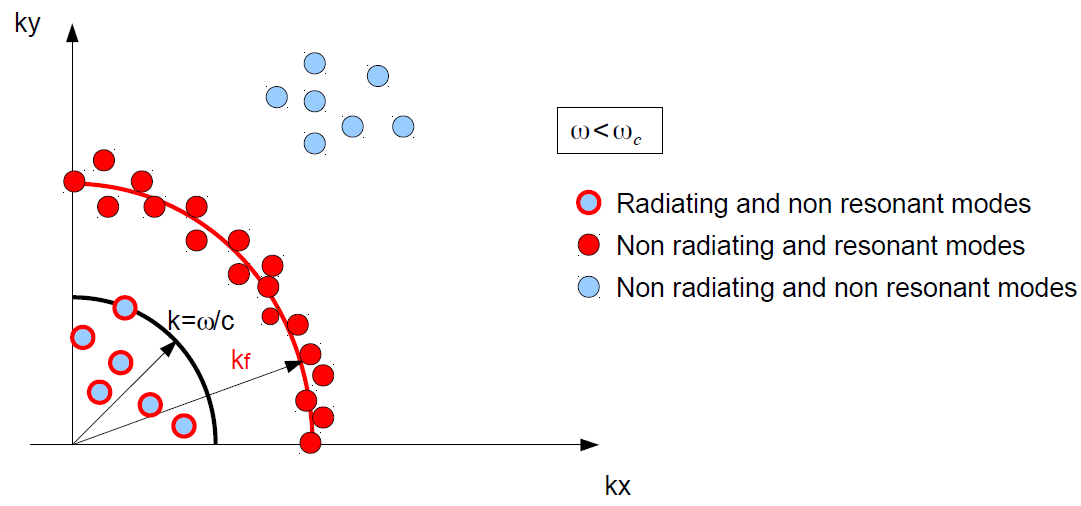 ky
ω<ωc
Radiating and non resonant modes
Non radiating and resonant modes
Non radiating and non resonant modes
k=ω/c
kf
kx